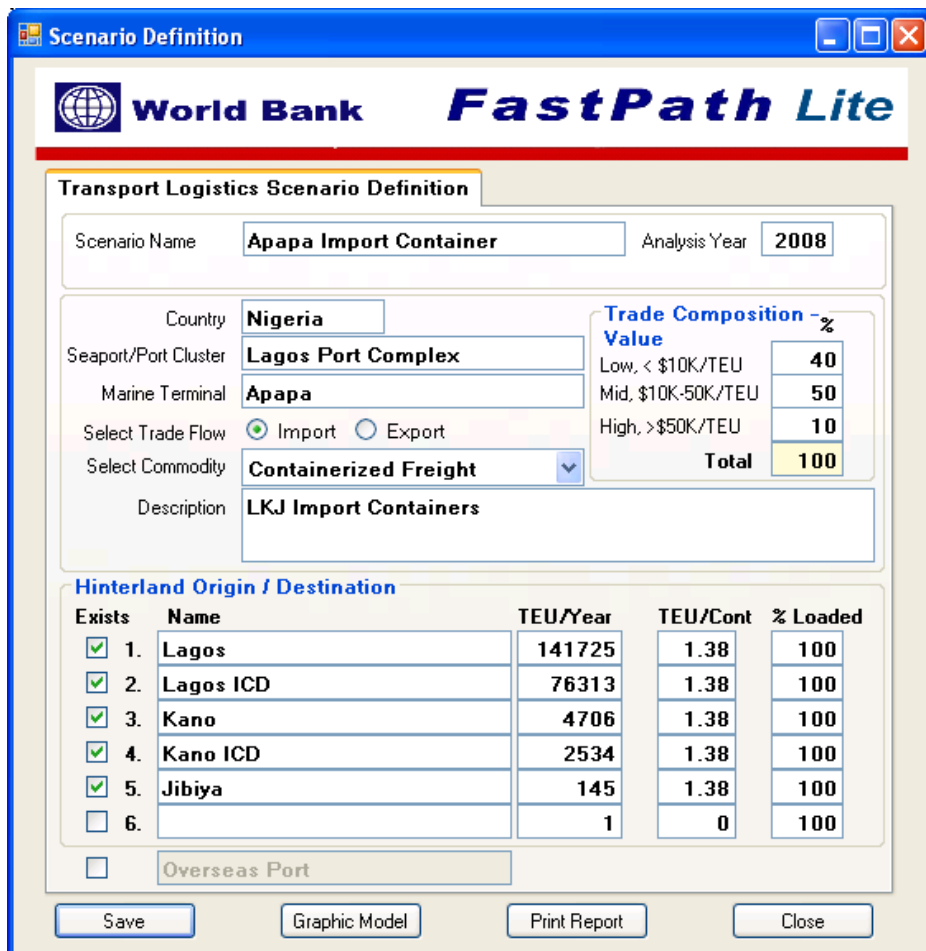 Scenario Definition
World Bank FastPath Lite
Transport Logistics Scenario Definition
Scenario Name Apapa Import Container Analysis Year 2008
Country Nigeria
Seaport/Port Cluster Lagos Port Complex
Marine Terminal Apapa
Select Trade Flow Import Export
Select Commodity Containerized Freight
Description LKJ Import Containers
Trade Composition - %
Value
Low, < $10K/TEU 40
Mid, $10K-50K/TEU 50
High, >$50K/TEU 10
Total 100
Hinterland Origin / Destination
Exists Name TEU/Year TEU/Cont % Loaded
1. Lagos 141725 1.38 100
2. Lagos ICD 76313 1.38 100
3. Kano 4706 1.38 100
4. Kano ICD 2534 1.38 100
5. Jibiya 145 1.38 100
6. 1 0 100
Overseas Port
Save Graphic Model Print Report Close